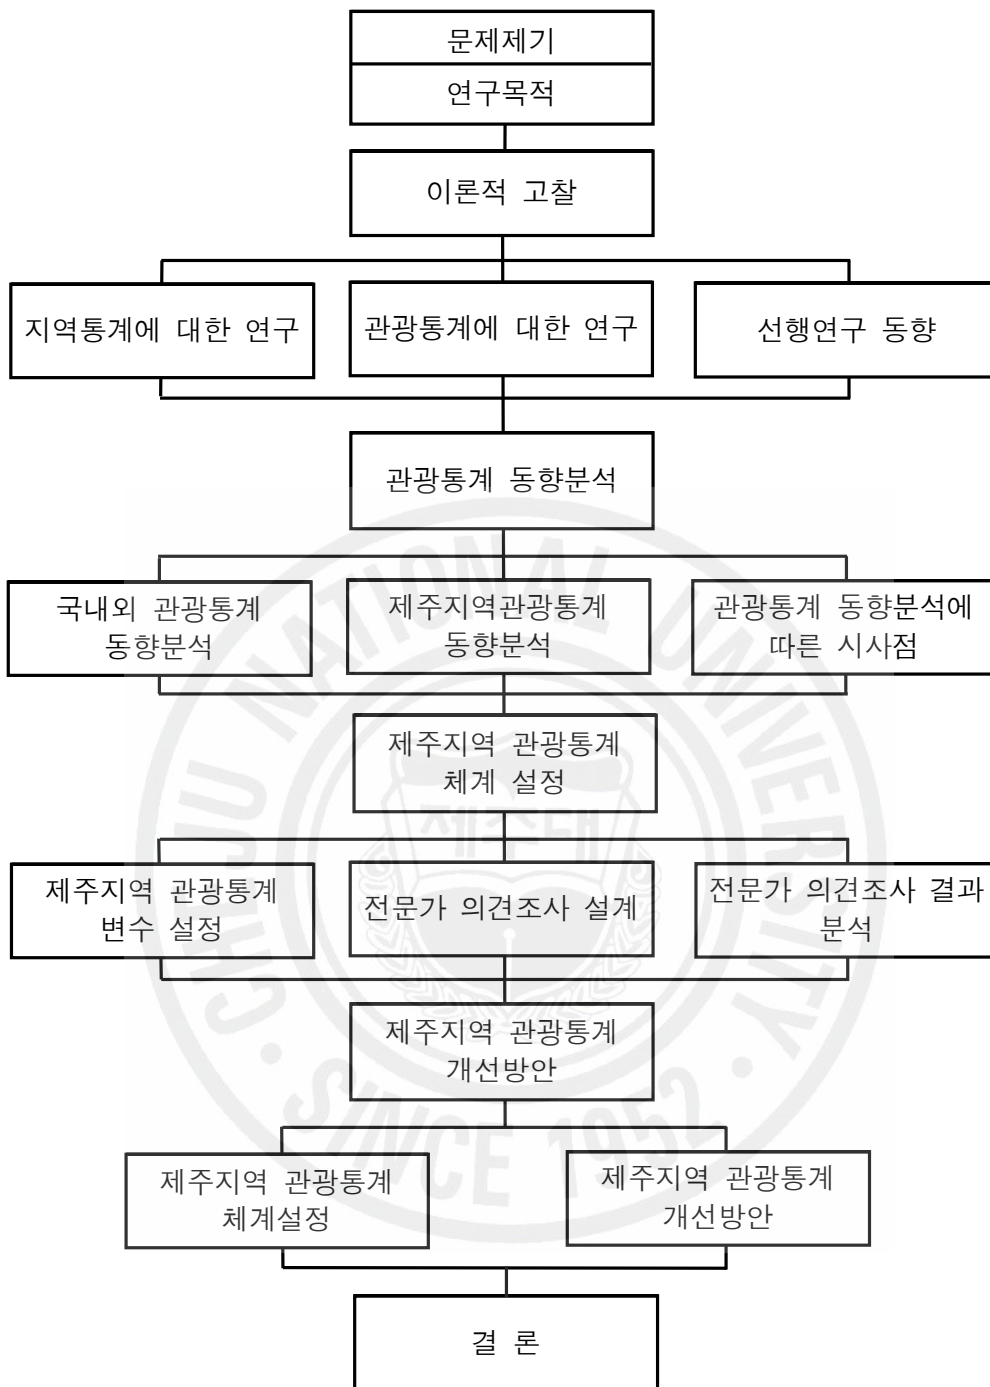 문제제기
연구목적
이론적 고찰
지역통계에 대한 연구
관광통계에 대한 연구
선행연구 동향
관광통계 동향분석
국내외 관광통계
동향분석
제주지역관광통계
동향분석
관광통계 동향분석에
따른 시사점
제주지역 관광통계
체계 설정
제주지역 관광통계
변수 설정
전문가 의견조사 설계
전문가 의견조사 결과
분석
제주지역 관광통계
개선방안
제주지역 관광통계
체계설정
제주지역 관광통계
개선방안
결 론
CHEJU NATIONAL UNIVERSITY
제주대
SINCE 1952